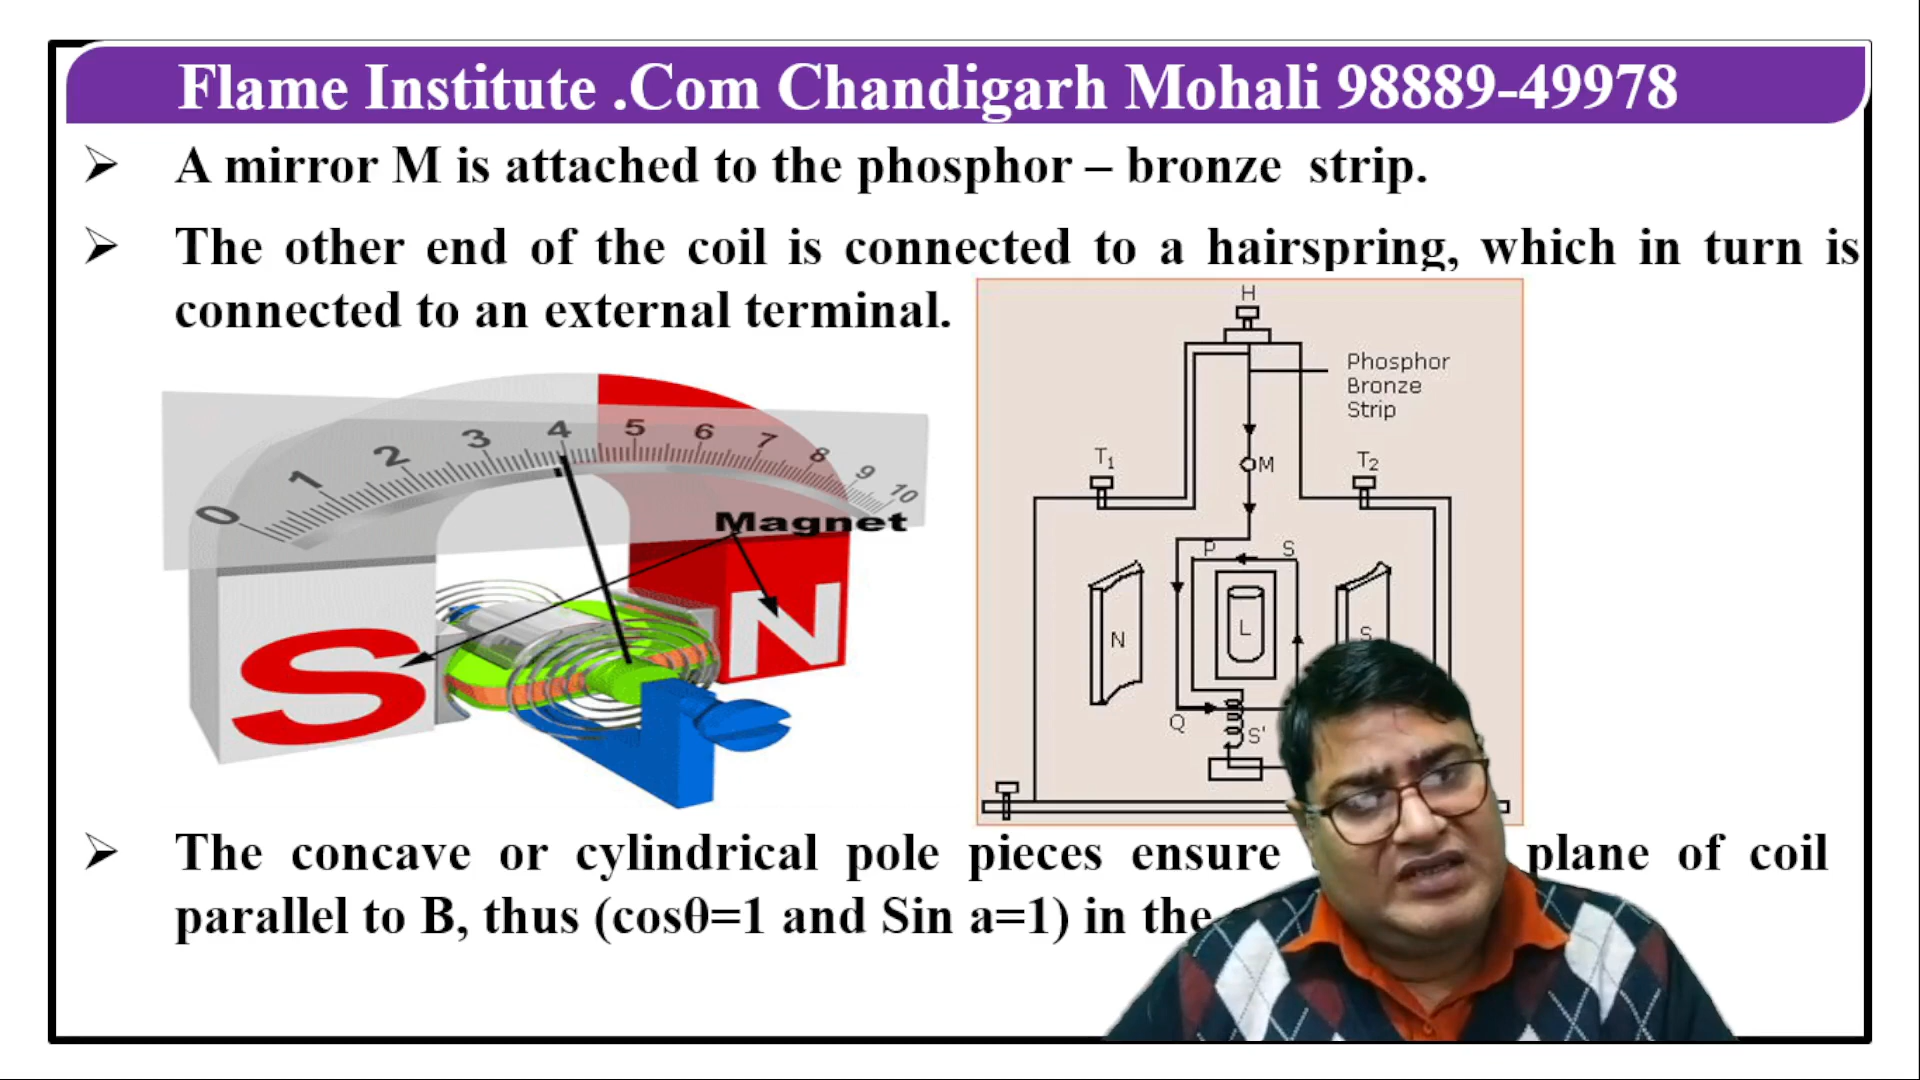 Flame Institute .Com Chandigarh Mohali 98889-49978
A mirror M is attached to the phosphor – bronze strip.
The other end of the coil is connected to a hairspring, which in turn is
connected to an external terminal.
H
Phosphor
Bronze
Strip
M
T1
T2
P
S
N
L
S
Q
S'
0 1 2 3 4 5 6 7 8 9 10
Magnet
S
N
The concave or cylindrical pole pieces ensure plane of coil
parallel to B, thus (cosθ=1 and Sin a=1) in the